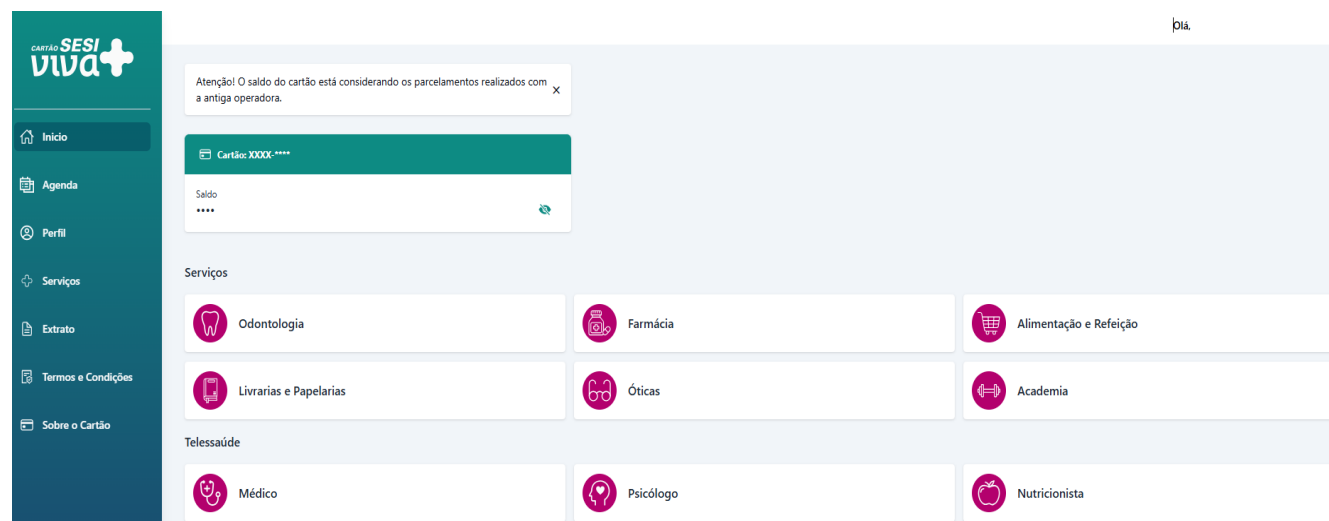 CARTÃO SESI
viva+
Olá,
Início
Agenda
Perfil
Serviços
Extrato
Termos e Condições
Sobre o Cartão
Atenção! O saldo do cartão está considerando os parcelamentos realizados com
a antiga operadora.
Cartão: XXXX-****
Saldo
••••
Serviços
Odontologia
Farmácia
Alimentação e Refeição
Livrarias e Papelarias
Óticas
Academia
Telessaúde
Médico
Psicólogo
Nutricionista